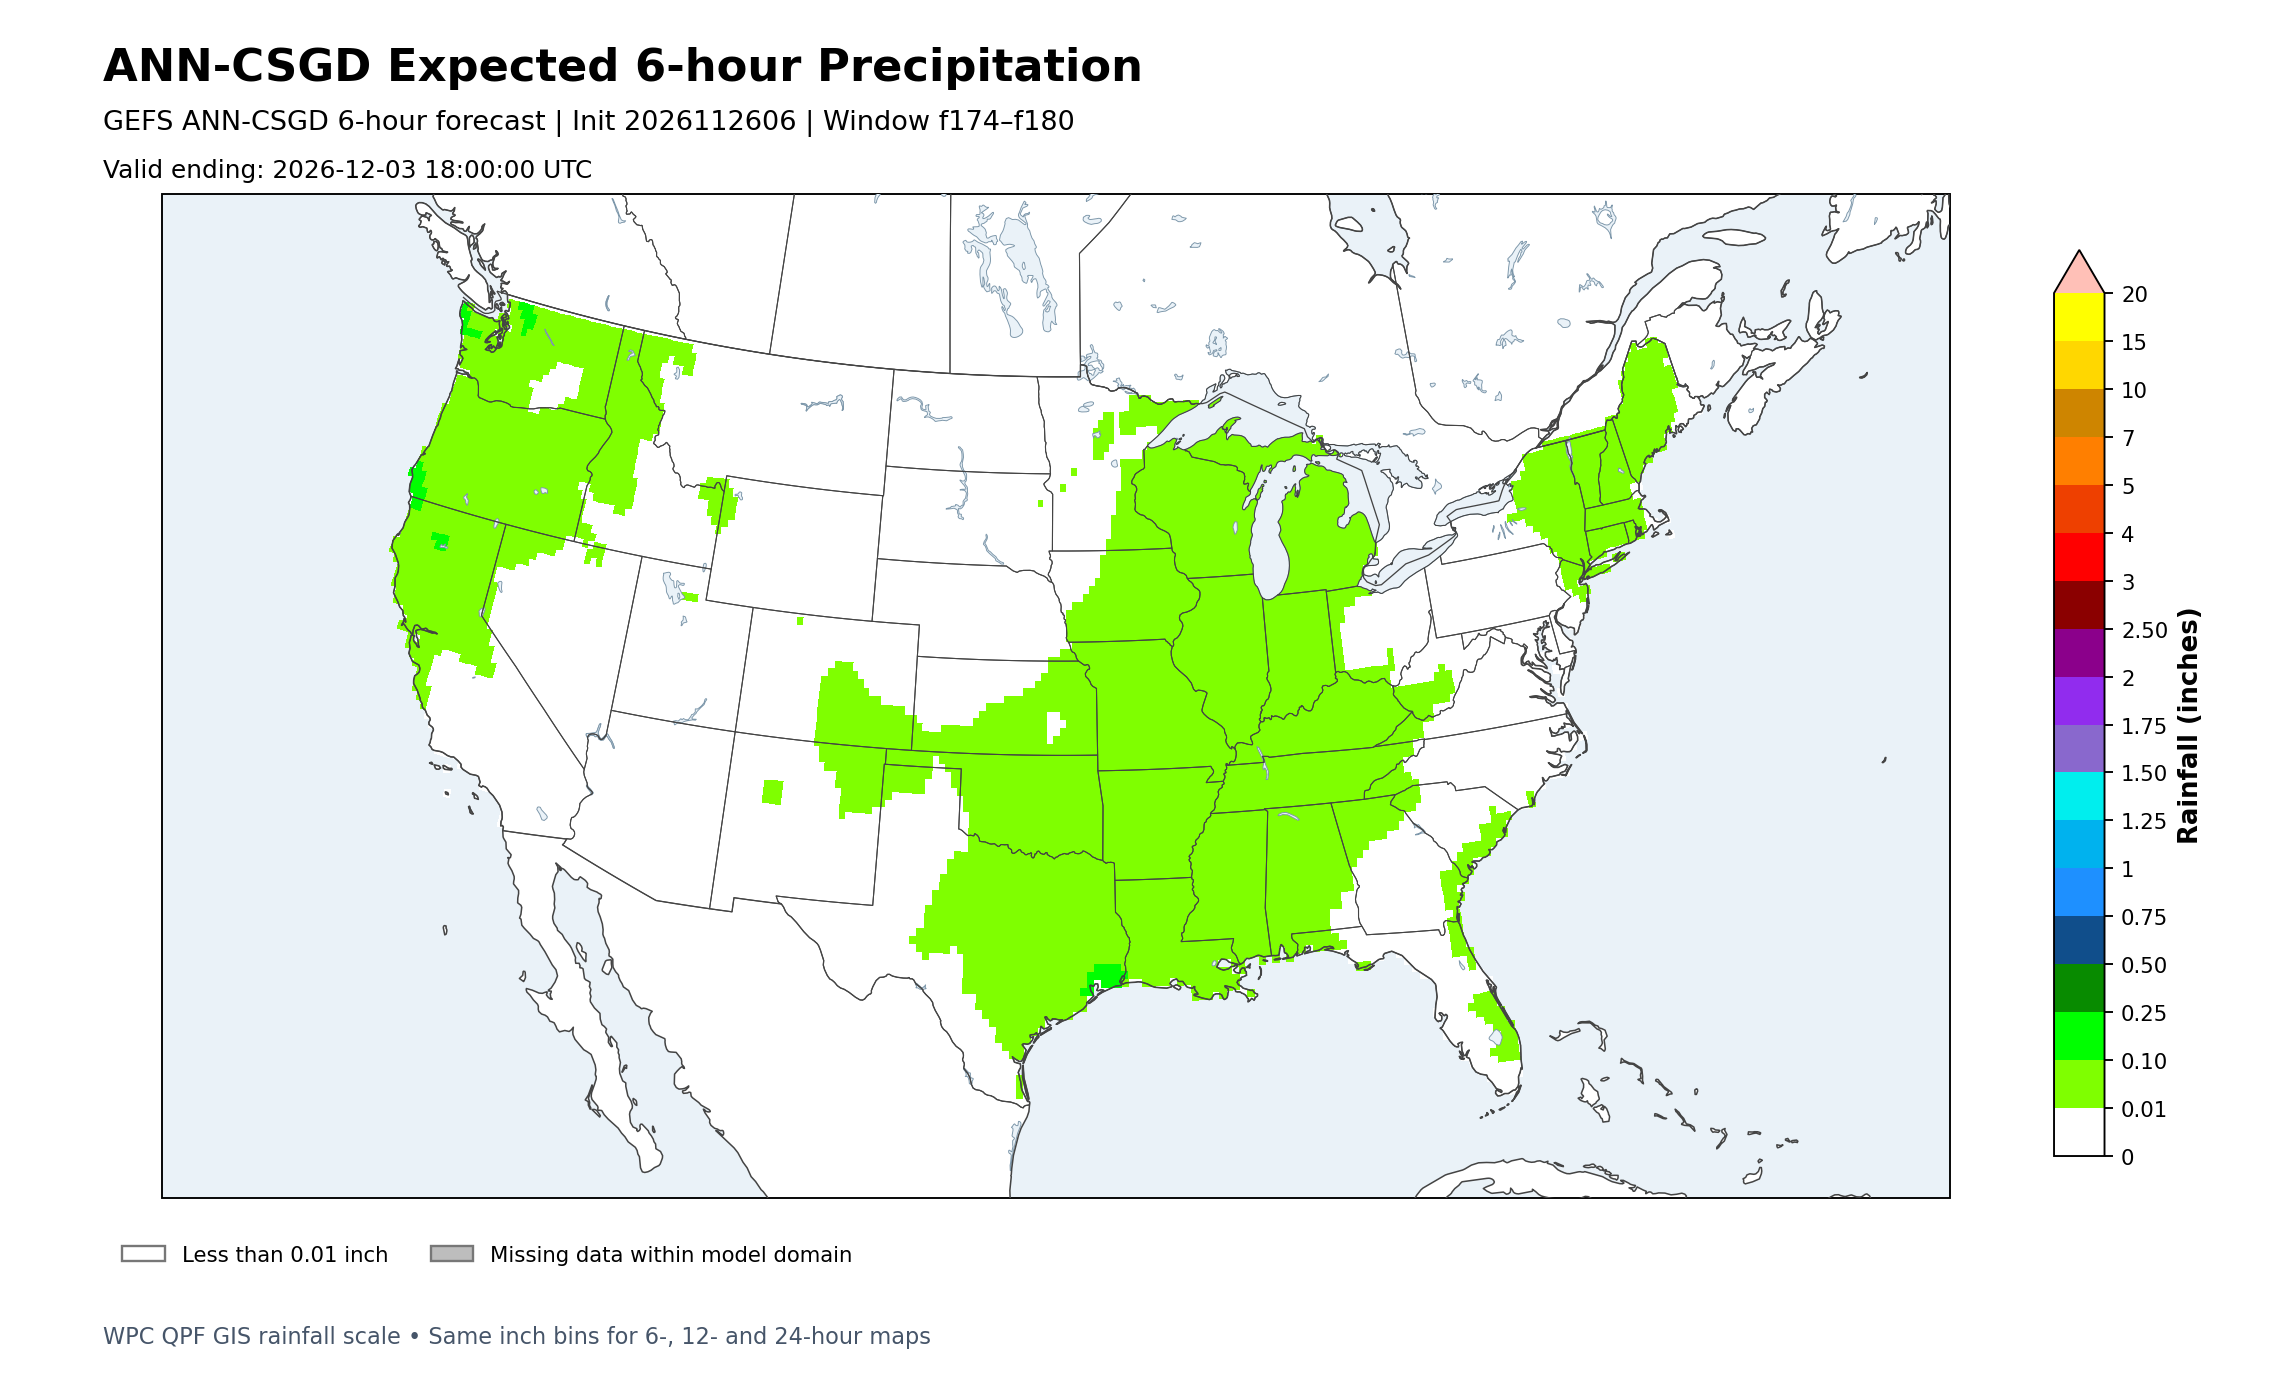 ANN-CSGD Expected 6-hour Precipitation
GEFS ANN-CSGD 6-hour forecast | Init 2026112606 | Window f174–f180
Valid ending: 2026-12-03 18:00:00 UTC
20
15
10
7
5
4
3
2.50
2
1.75
1.50
1.25
1
0.75
0.50
0.25
0.10
0.01
0
Rainfall (inches)
Less than 0.01 inch
Missing data within model domain
WPC QPF GIS rainfall scale • Same inch bins for 6-, 12- and 24-hour maps